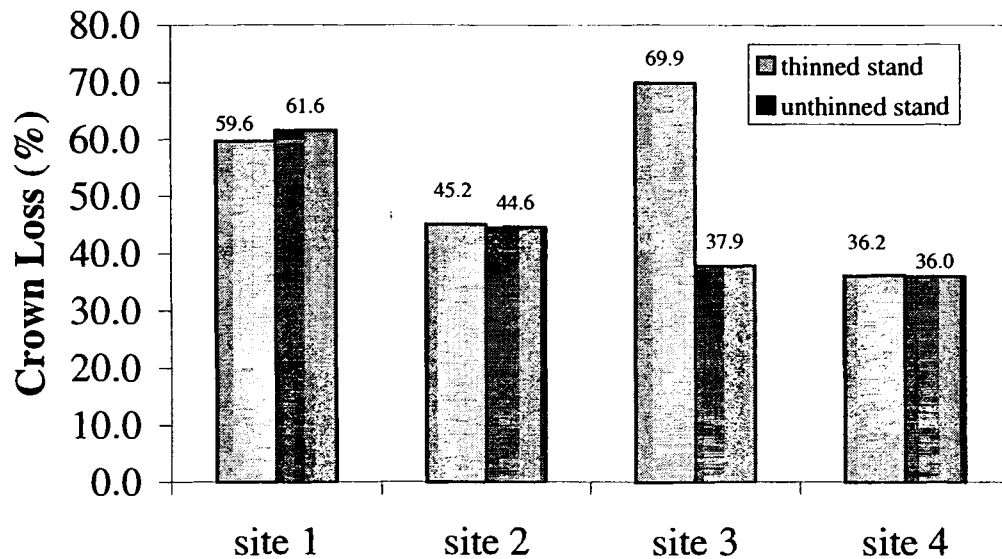 80.0
70.0
60.0
50.0
40.0
30.0
20.0
10.0
0.0
Crown Loss (%)
59.6
61.6
45.2
44.6
69.9
37.9
36.2
36.0
thinned stand
unthinned stand
site 1
site 2
site 3
site 4